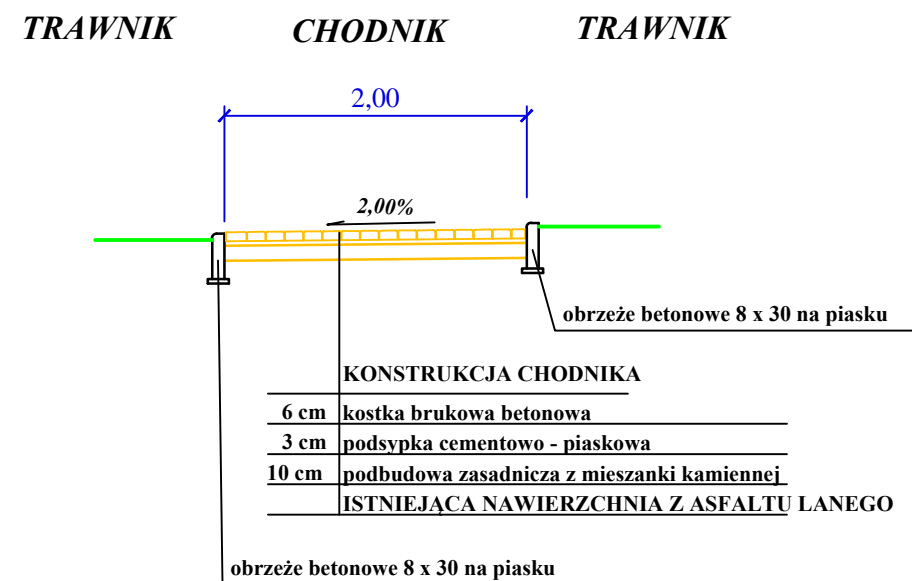 TRAWNIK CHODNIK TRAWNIK
2,00
2,00%
obrzeże betonowe 8 x 30 na piasku
KONSTRUKCJA CHODNIKA
6 cm kostka brukowa betonowa
3 cm podsypka cementowo - piaskowa
10 cm podbudowa zasadnicza z mieszanki kamiennej
ISTNIEJĄCA NAWIERZCHNIA Z ASFALTU LANEGO
obrzeże betonowe 8 x 30 na piasku